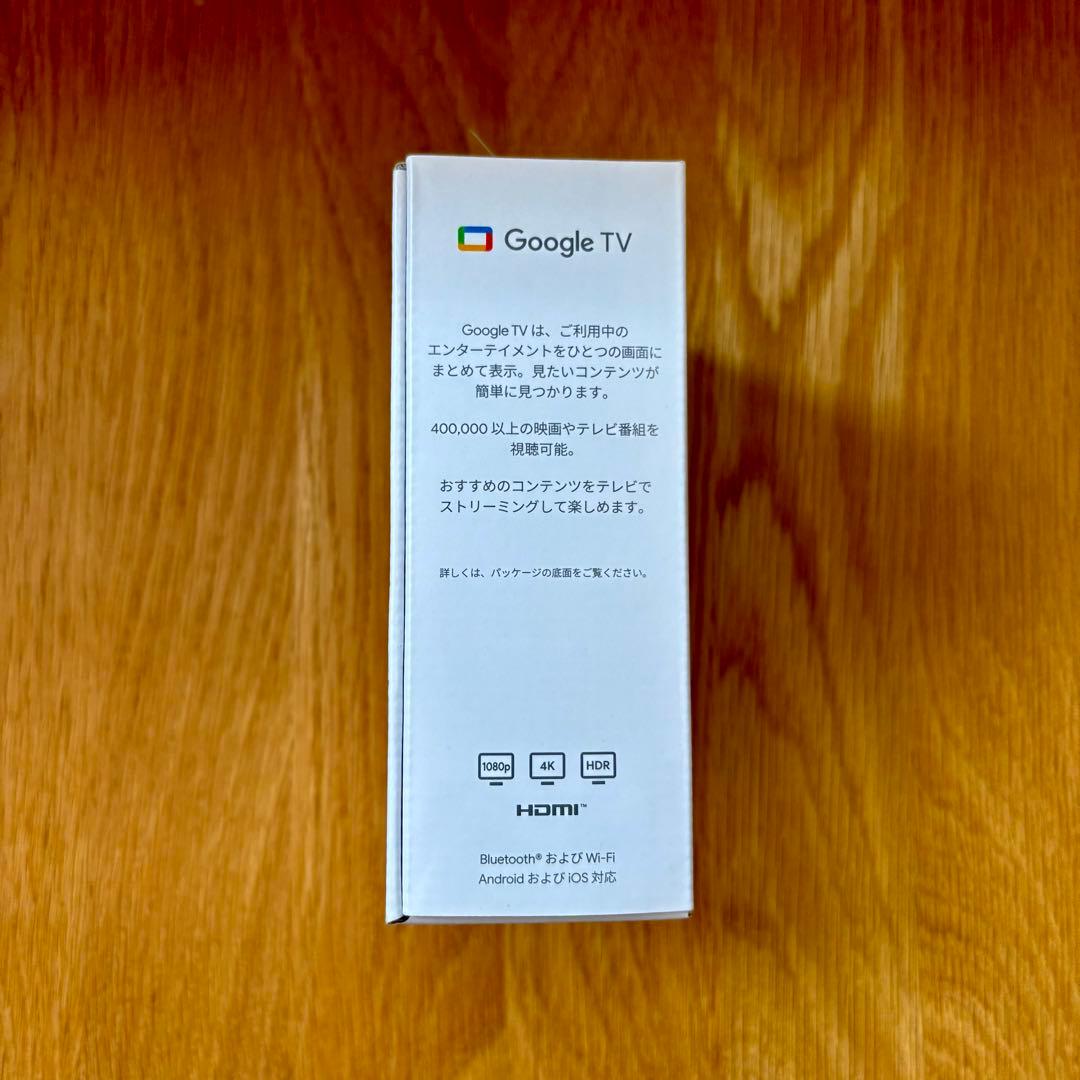 Google TV
Google TV は、ご利用中の
エンターテイメントをひとつの画面に
まとめて表示。見たいコンテンツが
簡単に見つかります。
400,000 以上の映画やテレビ番組を
視聴可能。
おすすめのコンテンツをテレビで
ストリーミングして楽しめます。
詳しくは、パッケージの底面をご覧ください。
1080p 4K HDR
HDMI™
Bluetooth® および Wi-Fi
Android および iOS 対応